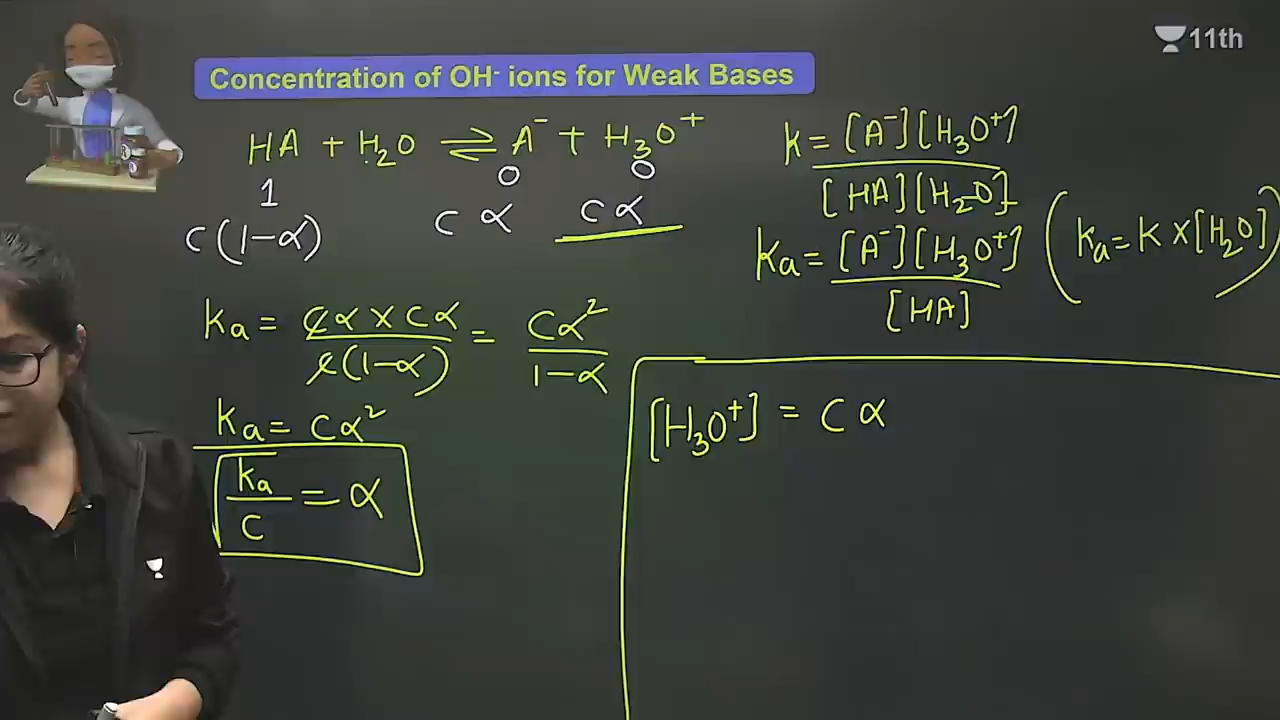 11th
Concentration of OH⁻ ions for Weak Bases
HA + H₂O ⇌ A⁻ + H₃O⁺
1 0 0
C(1-α) Cα Cα
K = [A⁻][H₃O⁺] / [HA][H₂O]
Ka = [A⁻][H₃O⁺] / [HA] (Ka = K × [H₂O])
Ka = Cα × Cα / C(1-α) = Cα² / 1-α
Ka = Cα²
Ka / C = α
[H₃O⁺] = Cα